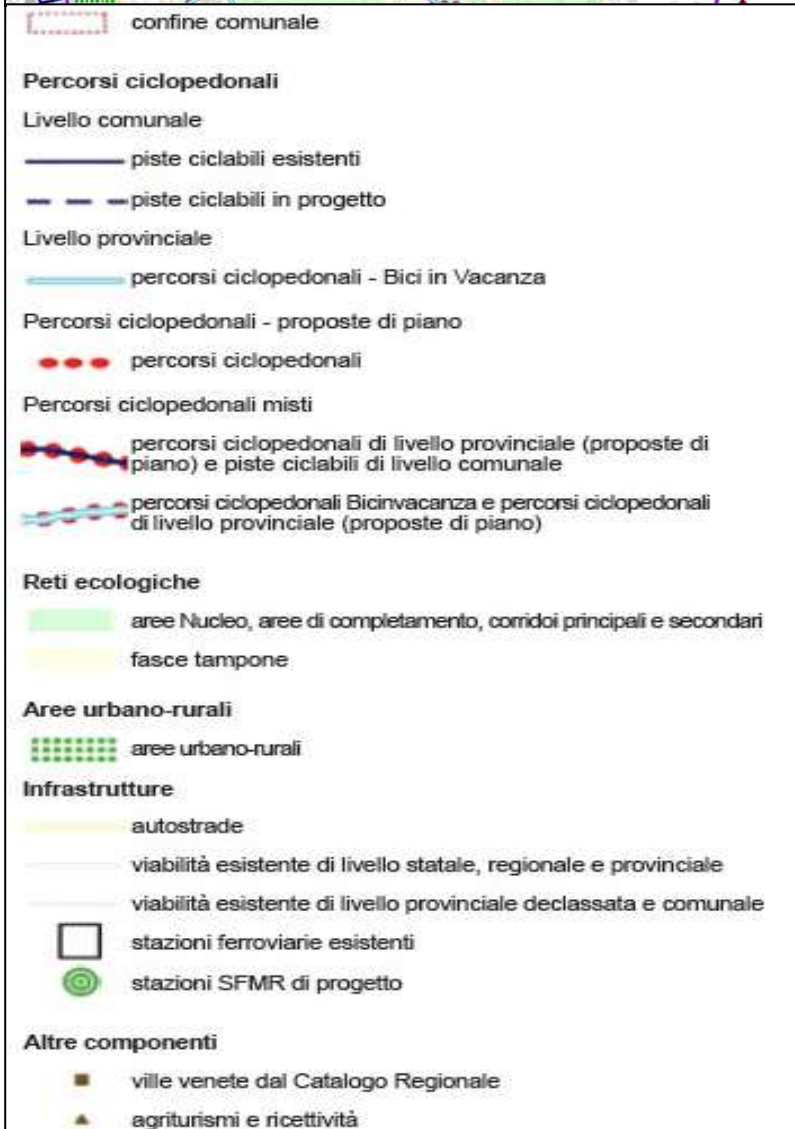 confine comunale
Percorsi ciclopedonali
Livello comunale
piste ciclabili esistenti
piste ciclabili in progetto
Livello provinciale
percorsi ciclopedonali - Bici in Vacanza
Percorsi ciclopedonali - proposte di piano
percorsi ciclopedonali
Percorsi ciclopedonali misti
percorsi ciclopedonali di livello provinciale (proposte di
piano) e piste ciclabili di livello comunale
percorsi ciclopedonali Bicinvacanza e percorsi ciclopedonali
di livello provinciale (proposte di piano)
Reti ecologiche
aree Nucleo, aree di completamento, corridoi principali e secondari
fasce tampone
Aree urbano-rurali
aree urbano-rurali
Infrastrutture
autostrade
viabilità esistente di livello statale, regionale e provinciale
viabilità esistente di livello provinciale declassata e comunale
stazioni ferroviarie esistenti
stazioni SFMR di progetto
Altre componenti
ville venete dal Catalogo Regionale
agriturismi e ricettività